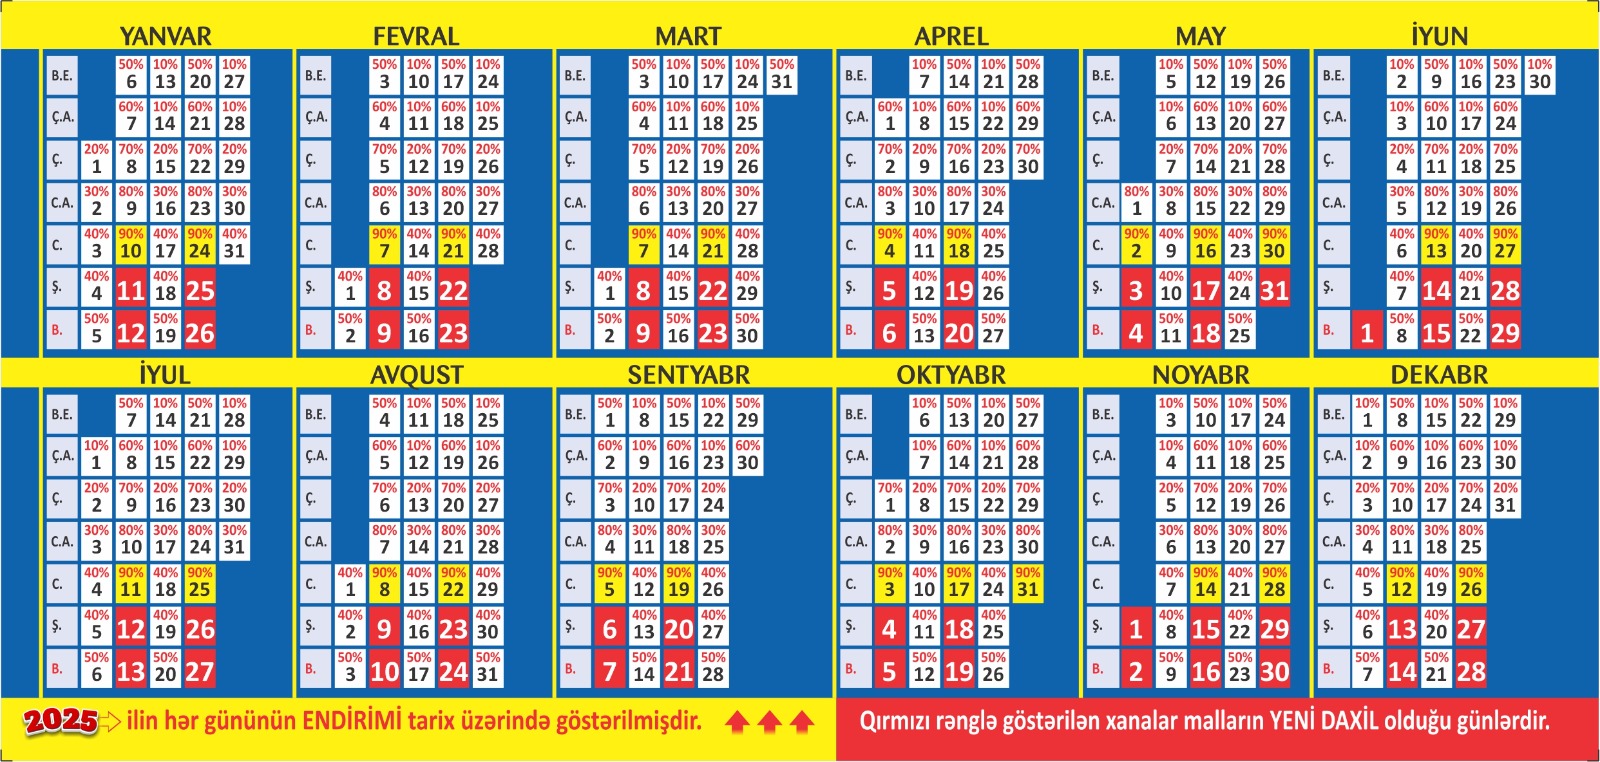 YANVAR
50% 10% 50% 10%
B.E. 6 13 20 27
60% 10% 60% 10%
Ç.A. 7 14 21 28
20% 70% 20% 70% 20%
Ç. 1 8 15 22 29
30% 80% 30% 80% 30%
C.A. 2 9 16 23 30
40% 90% 40% 90% 40%
C. 3 10 17 24 31
40% 40%
Ş. 4 11 18 25
50% 50%
B. 5 12 19 26
FEVRAL
50% 10% 50% 10%
B.E. 3 10 17 24
60% 10% 60% 10%
Ç.A. 4 11 18 25
70% 20% 70% 20%
Ç. 5 12 19 26
80% 30% 80% 30%
C.A. 6 13 20 27
90% 40% 90% 40%
C. 7 14 21 28
40% 40%
Ş. 1 8 15 22
50% 50%
B. 2 9 16 23
MART
50% 10% 50% 10% 50%
B.E. 3 10 17 24 31
60% 10% 60% 10%
Ç.A. 4 11 18 25
70% 20% 70% 20%
Ç. 5 12 19 26
80% 30% 80% 30%
C.A. 6 13 20 27
90% 40% 90% 40%
C. 7 14 21 28
40% 40% 40%
Ş. 1 8 15 22 29
50% 50% 50%
B. 2 9 16 23 30
APREL
10% 50% 10% 50%
B.E. 7 14 21 28
60% 10% 60% 10% 60%
Ç.A. 1 8 15 22 29
70% 20% 70% 20% 70%
Ç. 2 9 16 23 30
80% 30% 80% 30%
C.A. 3 10 17 24
90% 40% 90% 40%
C. 4 11 18 25
40% 40%
Ş. 5 12 19 26
50% 50%
B. 6 13 20 27
MAY
10% 50% 10% 50%
B.E. 5 12 19 26
10% 60% 10% 60%
Ç.A. 6 13 20 27
20% 70% 20% 70%
Ç. 7 14 21 28
80% 30% 80% 30% 80%
C.A. 1 8 15 22 29
90% 40% 90% 40% 90%
C. 2 9 16 23 30
40% 40%
Ş. 3 10 17 24 31
50% 50%
B. 4 11 18 25
İYUN
10% 50% 10% 50% 10%
B.E. 2 9 16 23 30
10% 60% 10% 60%
Ç.A. 3 10 17 24
20% 70% 20% 70%
Ç. 4 11 18 25
30% 80% 30% 80%
C.A. 5 12 19 26
40% 90% 40% 90%
C. 6 13 20 27
40% 40%
Ş. 7 14 21 28
50% 50%
B. 1 8 15 22 29
İYUL
50% 10% 50% 10%
B.E. 7 14 21 28
10% 60% 10% 60% 10%
Ç.A. 1 8 15 22 29
20% 70% 20% 70% 20%
Ç. 2 9 16 23 30
30% 80% 30% 80% 30%
C.A. 3 10 17 24 31
40% 90% 40% 90%
C. 4 11 18 25
40% 40%
Ş. 5 12 19 26
50% 50%
B. 6 13 20 27
AVQUST
50% 10% 50% 10%
B.E. 4 11 18 25
60% 10% 60% 10%
Ç.A. 5 12 19 26
70% 20% 70% 20%
Ç. 6 13 20 27
80% 30% 80% 30%
C.A. 7 14 21 28
40% 90% 40% 90% 40%
C. 1 8 15 22 29
40% 40% 40%
Ş. 2 9 16 23 30
50% 50% 50%
B. 3 10 17 24 31
SENTYABR
50% 10% 50% 10% 50%
B.E. 1 8 15 22 29
60% 10% 60% 10% 60%
Ç.A. 2 9 16 23 30
70% 20% 70% 20%
Ç. 3 10 17 24
80% 30% 80% 30%
C.A. 4 11 18 25
90% 40% 90% 40%
C. 5 12 19 26
40% 40%
Ş. 6 13 20 27
50% 50%
B. 7 14 21 28
OKTYABR
10% 50% 10% 50%
B.E. 6 13 20 27
10% 60% 10% 60%
Ç.A. 7 14 21 28
70% 20% 70% 20% 70%
Ç. 1 8 15 22 29
80% 30% 80% 30% 80%
C.A. 2 9 16 23 30
90% 40% 90% 40% 90%
C. 3 10 17 24 31
40% 40%
Ş. 4 11 18 25
50% 50%
B. 5 12 19 26
NOYABR
10% 50% 10% 50%
B.E. 3 10 17 24
10% 60% 10% 60%
Ç.A. 4 11 18 25
20% 70% 20% 70%
Ç. 5 12 19 26
30% 80% 30% 80%
C.A. 6 13 20 27
40% 90% 40% 90%
C. 7 14 21 28
40% 40%
Ş. 1 8 15 22 29
50% 50%
B. 2 9 16 23 30
DEKABR
10% 50% 10% 50% 10%
B.E. 1 8 15 22 29
10% 60% 10% 60% 10%
Ç.A. 2 9 16 23 30
20% 70% 20% 70% 20%
Ç. 3 10 17 24 31
30% 80% 30% 80%
C.A. 4 11 18 25
40% 90% 40% 90%
C. 5 12 19 26
40% 40%
Ş. 6 13 20 27
50% 50%
B. 7 14 21 28
2025 ilin hər gününün ENDİRİMİ tarix üzərində göstərilmişdir.
Qırmızı rənglə göstərilən xanalar malların YENİ DAXİL olduğu günlərdir.